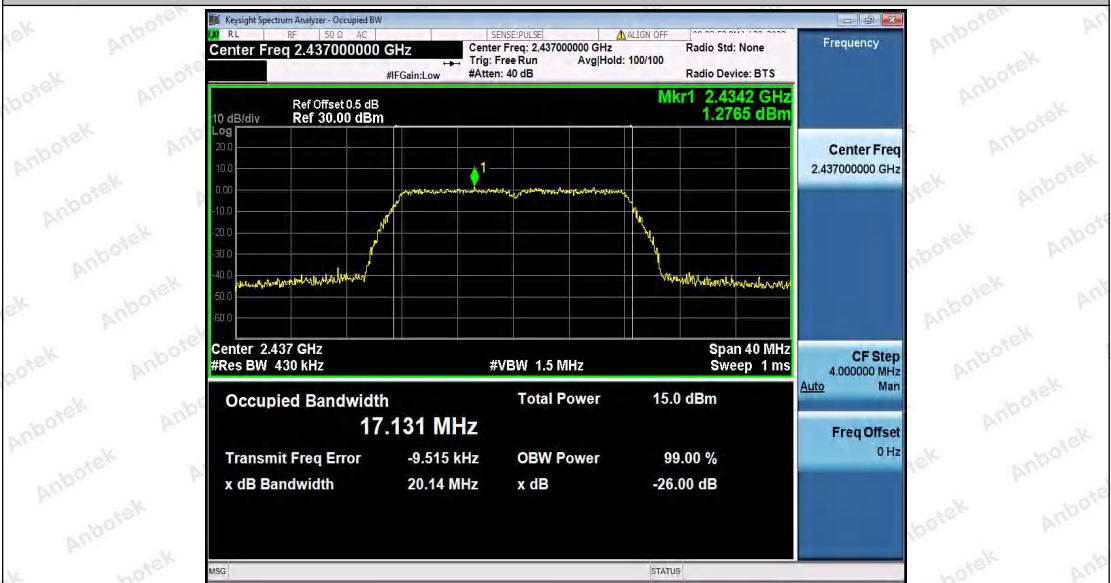 Keysight Spectrum Analyzer - Occupied BW
RL RF 50 Ω AC SENSE:PULSE ALIGN OFF
Center Freq 2.437000000 GHz
Center Freq: 2.437000000 GHz
Radio Std: None
Trig: Free Run Avg|Hold: 100/100
#IFGain:Low
#Atten: 40 dB
Radio Device: BTS
Frequency
Ref Offset 0.5 dB
Mkr1 2.4342 GHz
10 dB/div Ref 30.00 dBm
1.2765 dBm
Log
20.0
10.0
0.00
-10.0
-20.0
-30.0
-40.0
-50.0
-60.0
1
Center Freq
2.437000000 GHz
Center 2.437 GHz
Span 40 MHz
#Res BW 430 kHz
#VBW 1.5 MHz
Sweep 1 ms
CF Step
4.000000 MHz
Auto Man
Occupied Bandwidth
Total Power 15.0 dBm
17.131 MHz
Transmit Freq Error -9.515 kHz OBW Power 99.00 %
x dB Bandwidth 20.14 MHz x dB -26.00 dB
Freq Offset
0 Hz
MSG
STATUS
Anbotek